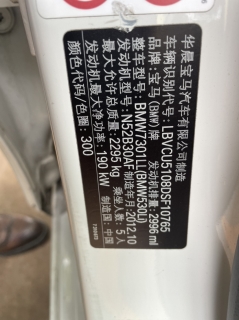 华晨宝马汽车有限公司制造
品牌：宝马(BMW)牌
车辆识别代号：LBVCU5108DSF10765
整车型号：BMW7301LL(BMW530Li)
发动机型号：N52B30AF 发动机排量：2996 ml
最大允许总质量：2295 kg 制造年月：2012.10
发动机最大净功率：190 kW 乘坐人数：5人
颜色代码/色圈：300
中国制造